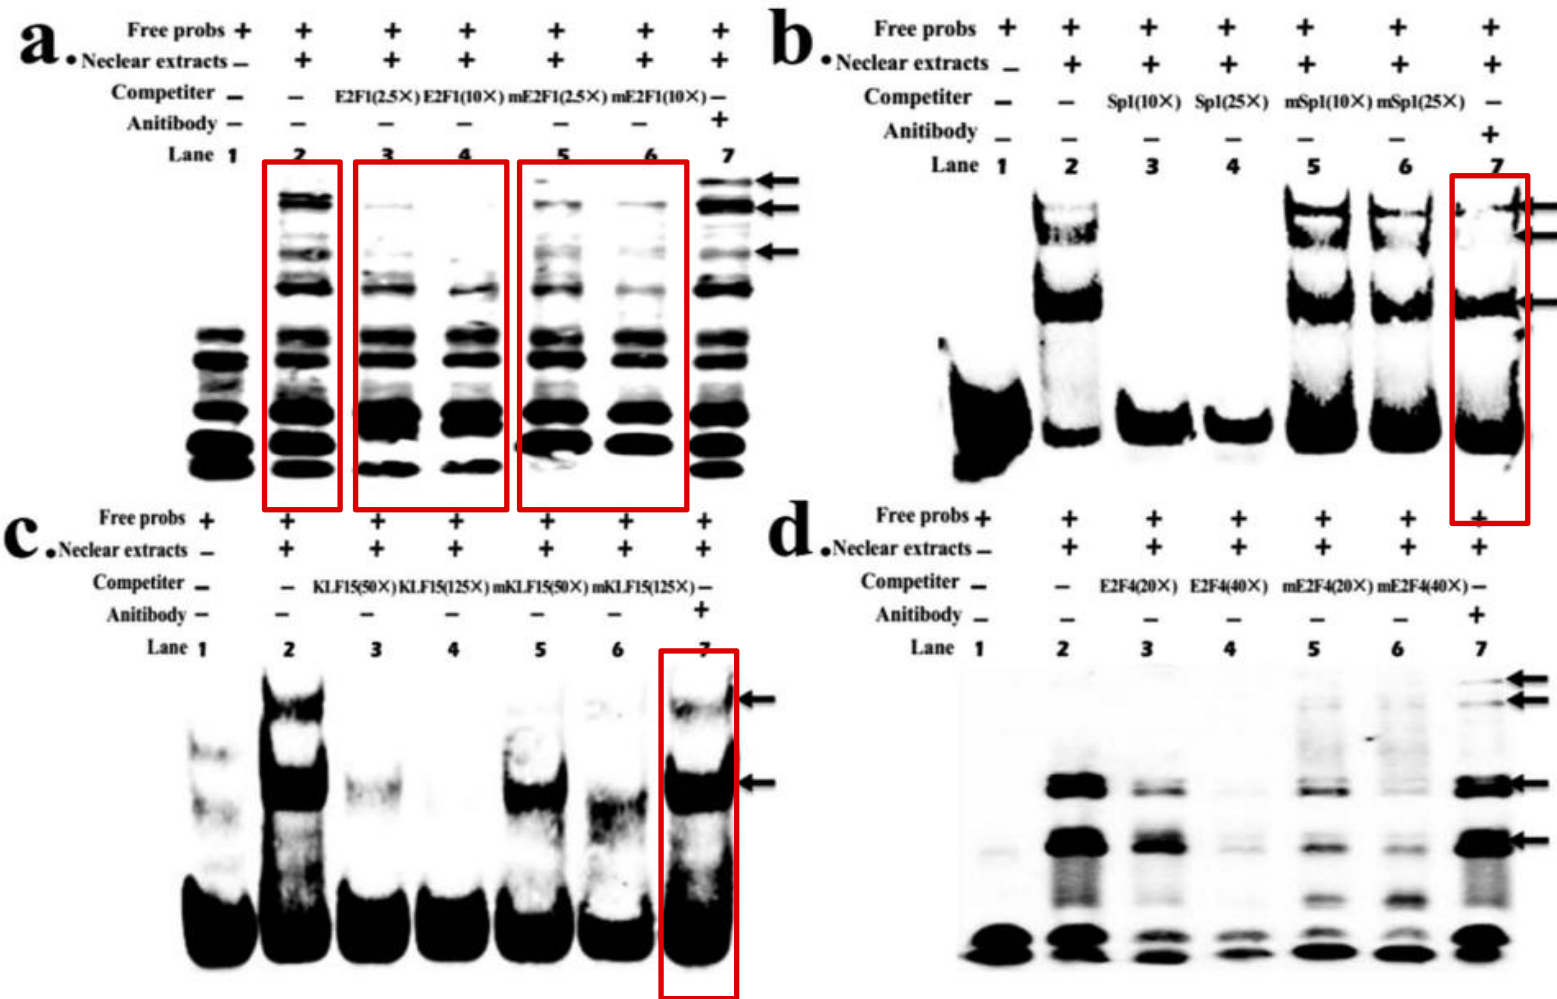 a.
Free probs + + + + + + +
Neclear extracts – + + + + + +
Competiter – – E2F1(2.5×) E2F1(10×) mE2F1(2.5×) mE2F1(10×) –
Anitibody – – – – – – +
Lane 1 2 3 4 5 6 7
b.
Free probs + + + + + + +
Neclear extracts – + + + + + +
Competiter – – Sp1(10×) Sp1(25×) mSp1(10×) mSp1(25×) –
Anitibody – – – – – – +
Lane 1 2 3 4 5 6 7
c.
Free probs + + + + + + +
Neclear extracts – + + + + + +
Competiter – – KLF15(50×) KLF15(125×) mKLF15(50×) mKLF15(125×) –
Anitibody – – – – – – +
Lane 1 2 3 4 5 6 7
d.
Free probs + + + + + + +
Neclear extracts – + + + + + +
Competiter – – E2F4(20×) E2F4(40×) mE2F4(20×) mE2F4(40×) –
Anitibody – – – – – – +
Lane 1 2 3 4 5 6 7